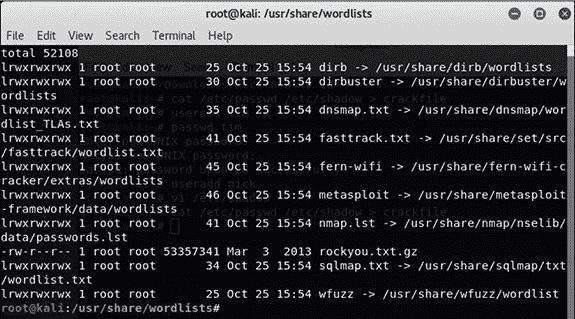 root@kali: /usr/share/wordlists
File Edit View Search Terminal Help
total 52108
lrwxrwxrwx 1 root root 25 Oct 25 15:54 dirb -> /usr/share/dirb/wordlists
lrwxrwxrwx 1 root root 30 Oct 25 15:54 dirbuster -> /usr/share/dirbuster/w
ordlists
lrwxrwxrwx 1 root root 35 Oct 25 15:54 dnsmap.txt -> /usr/share/dnsmap/wor
dlist_TLAs.txt
lrwxrwxrwx 1 root root 41 Oct 25 15:54 fasttrack.txt -> /usr/share/set/src
/fasttrack/wordlist.txt
lrwxrwxrwx 1 root root 45 Oct 25 15:54 fern-wifi -> /usr/share/fern-wifi-c
racker/extras/wordlists
lrwxrwxrwx 1 root root 46 Oct 25 15:54 metasploit -> /usr/share/metasploit
-framework/data/wordlists
lrwxrwxrwx 1 root root 41 Oct 25 15:54 nmap.lst -> /usr/share/nmap/nselib/
data/passwords.lst
-rw-r--r-- 1 root root 53357341 Mar 3 2013 rockyou.txt.gz
lrwxrwxrwx 1 root root 34 Oct 25 15:54 sqlmap.txt -> /usr/share/sqlmap/txt
/wordlist.txt
lrwxrwxrwx 1 root root 25 Oct 25 15:54 wfuzz -> /usr/share/wfuzz/wordlist
root@kali:/usr/share/wordlists#